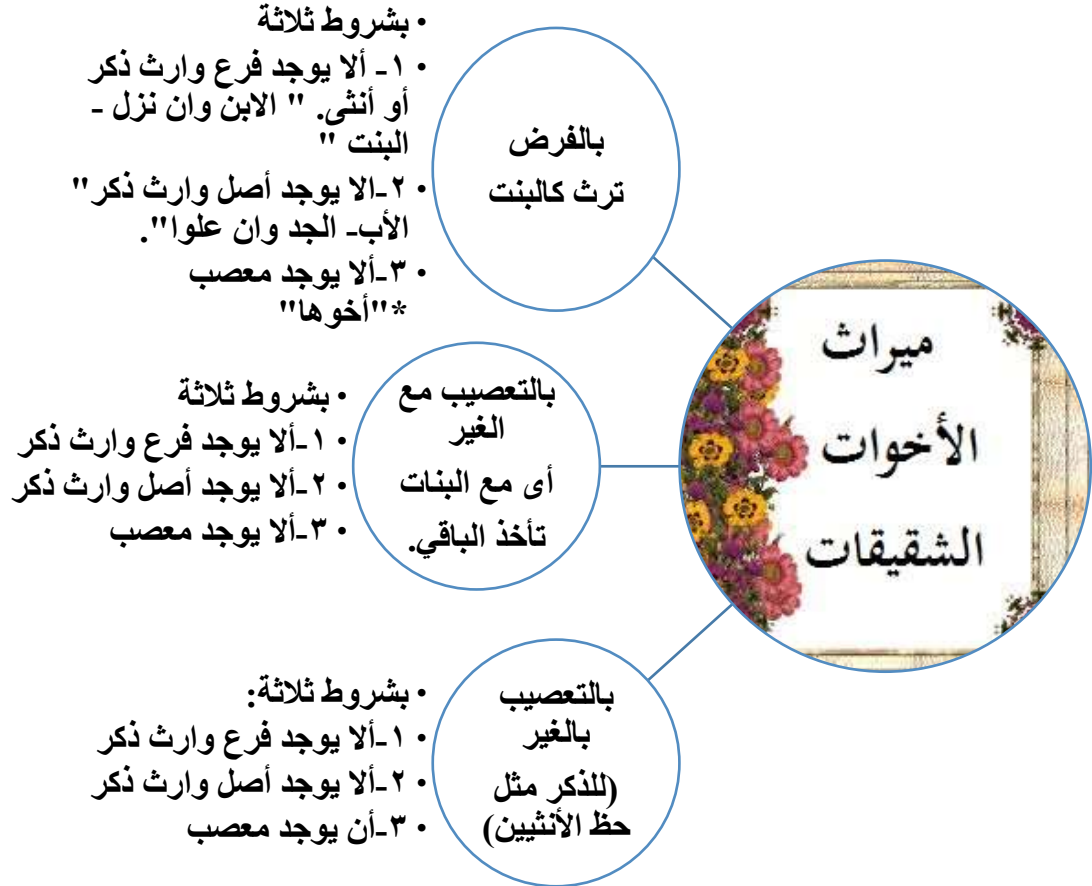 ميراث
الأخوات
الشقيقات
بالفرض
ترث كالبنت
• بشروط ثلاثة
• ١- ألا يوجد فرع وارث ذكر
أو أنثى. " الابن وان نزل -
البنت "
• ٢-الا يوجد أصل وارث ذكر"
الأب- الجد وان علوا".
• ٣-ألا يوجد معصب
*"أخوها"
بالتعصيب مع
الغير
أى مع البنات
تأخذ الباقي.
• بشروط ثلاثة
• ١-ألا يوجد فرع وارث ذكر
• ٢-ألا يوجد أصل وارث ذكر
• ٣-ألا يوجد معصب
بالتعصيب
بالغير
(للذكر مثل
حظ الأنثيين)
• بشروط ثلاثة:
• ١-ألا يوجد فرع وارث ذكر
• ٢-ألا يوجد أصل وارث ذكر
• ٣-أن يوجد معصب